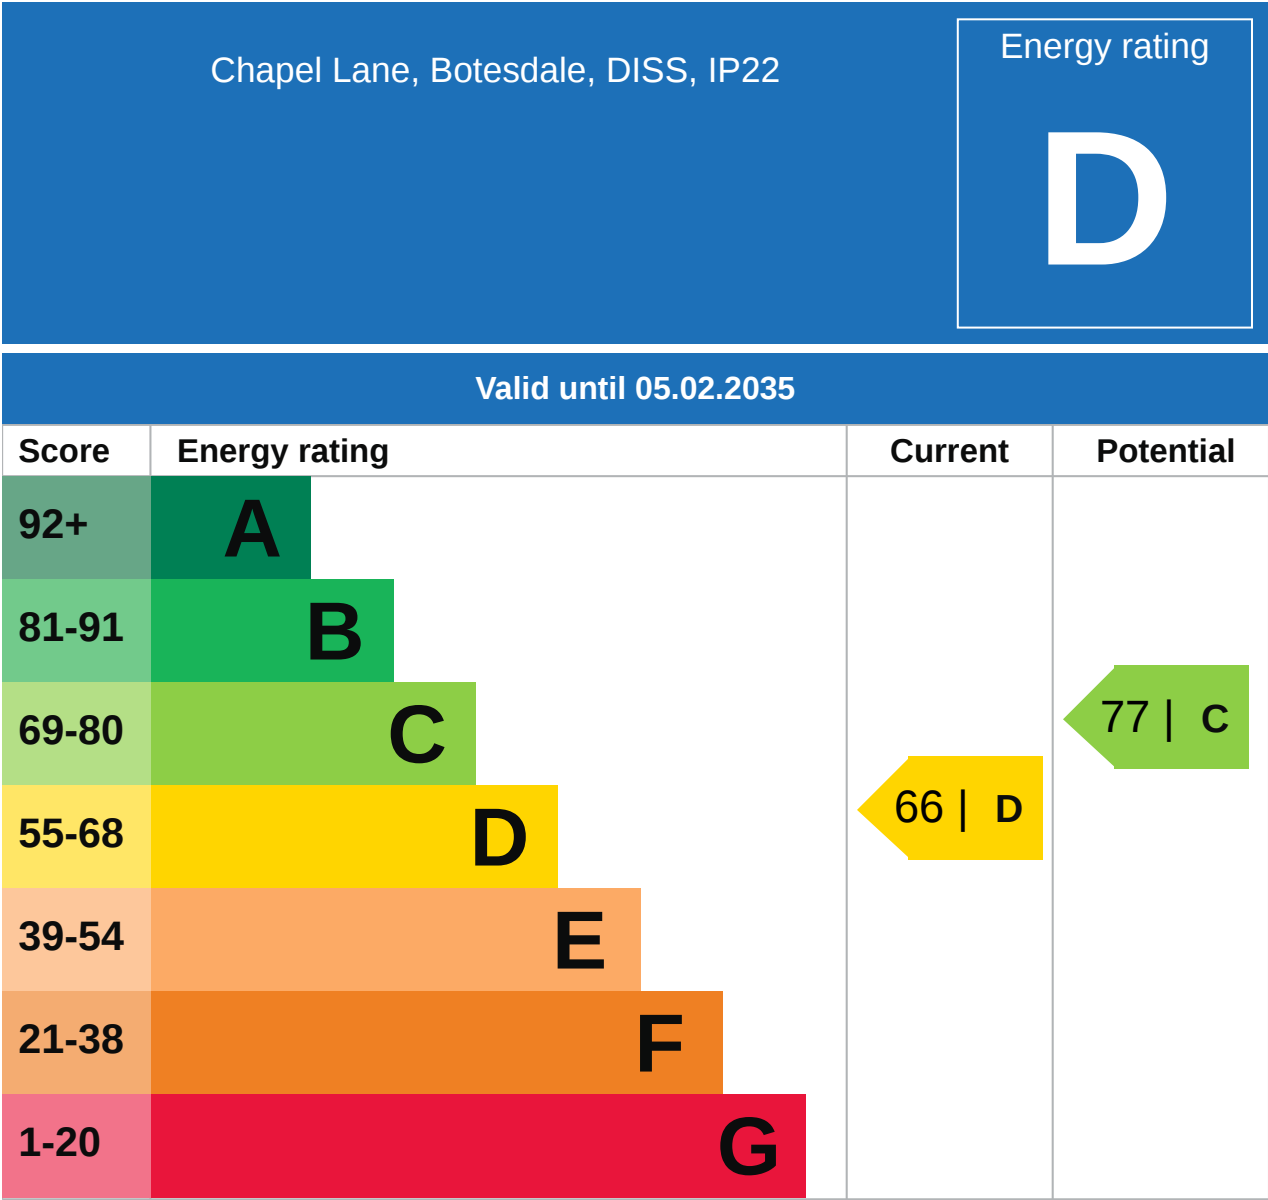 Chapel Lane, Botesdale, DISS, IP22
Energy rating
D
Valid until 05.02.2035
Score Energy rating Current Potential
92+ A
81-91 B
69-80 C
77 | C
55-68 D
66 | D
39-54 E
21-38 F
1-20 G